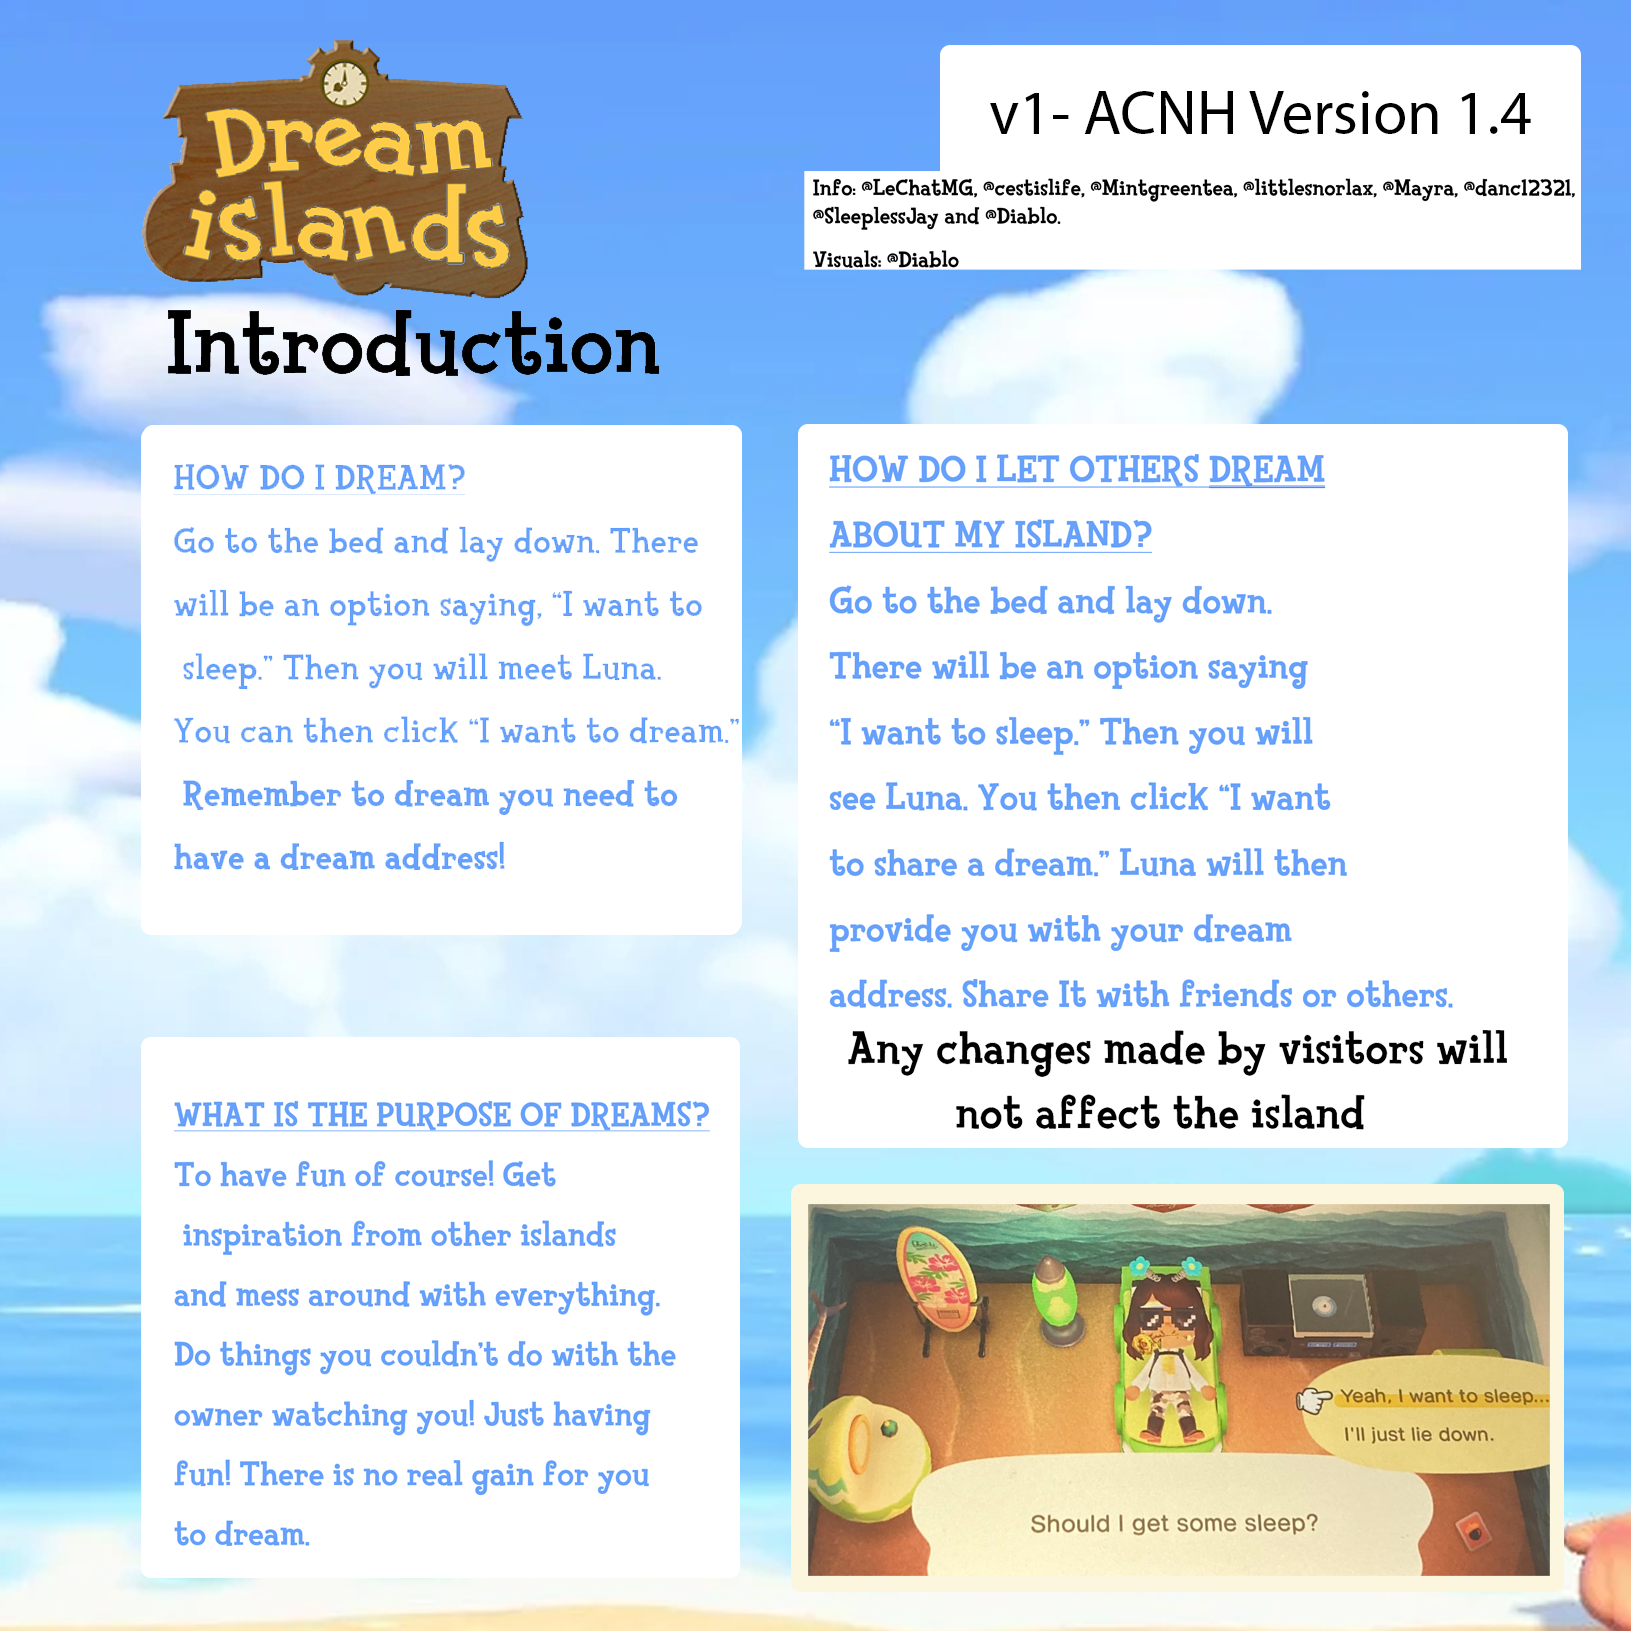 Dream
islands
Introduction
v1- ACNH Version 1.4
Info: @LeChatMG, @cestislife, @Mintgreentea, @littlesnorlax, @Mayra, @danc12321,
@SleeplessJay and @Diablo.
Visuals: @Diablo
HOW DO I DREAM?
Go to the bed and lay down. There
will be an option saying, “I want to
sleep.” Then you will meet Luna.
You can then click “I want to dream.”
Remember to dream you need to
have a dream address!
WHAT IS THE PURPOSE OF DREAMS?
To have fun of course! Get
inspiration from other islands
and mess around with everything.
Do things you couldn't do with the
owner watching you! Just having
fun! There is no real gain for you
to dream.
HOW DO I LET OTHERS DREAM
ABOUT MY ISLAND?
Go to the bed and lay down.
There will be an option saying
“I want to sleep.” Then you will
see Luna. You then click “I want
to share a dream.” Luna will then
provide you with your dream
address. Share It with friends or others.
Any changes made by visitors will
not affect the island
Yeah, I want to sleep...
I'll just lie down.
Should I get some sleep?